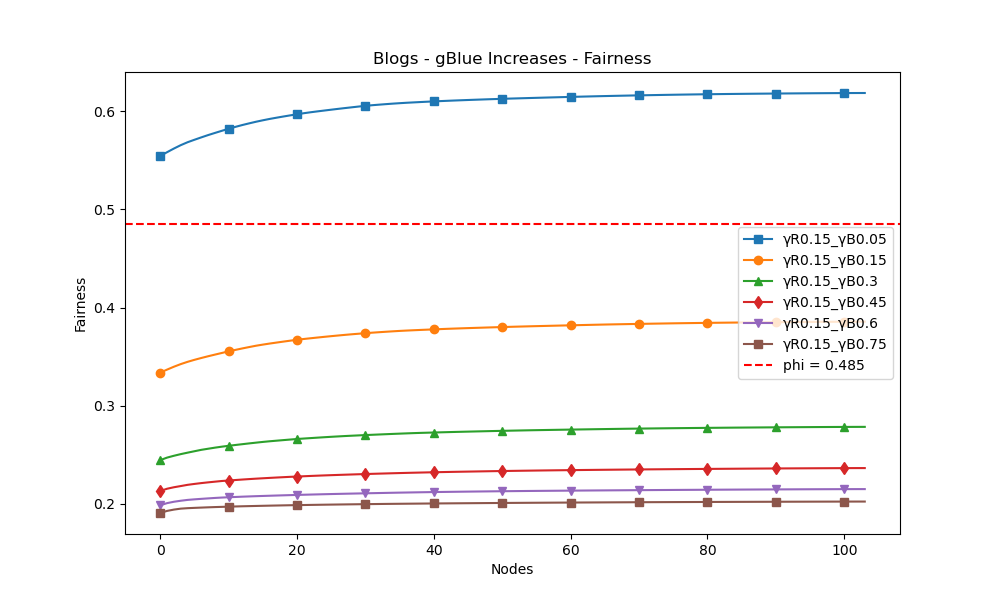 Blogs - gBlue Increases - Fairness
Fairness
0.6
0.5
0.4
0.3
0.2
γR0.15_γB0.05
γR0.15_γB0.15
γR0.15_γB0.3
γR0.15_γB0.45
γR0.15_γB0.6
γR0.15_γB0.75
phi = 0.485
0 20 40 60 80 100
Nodes